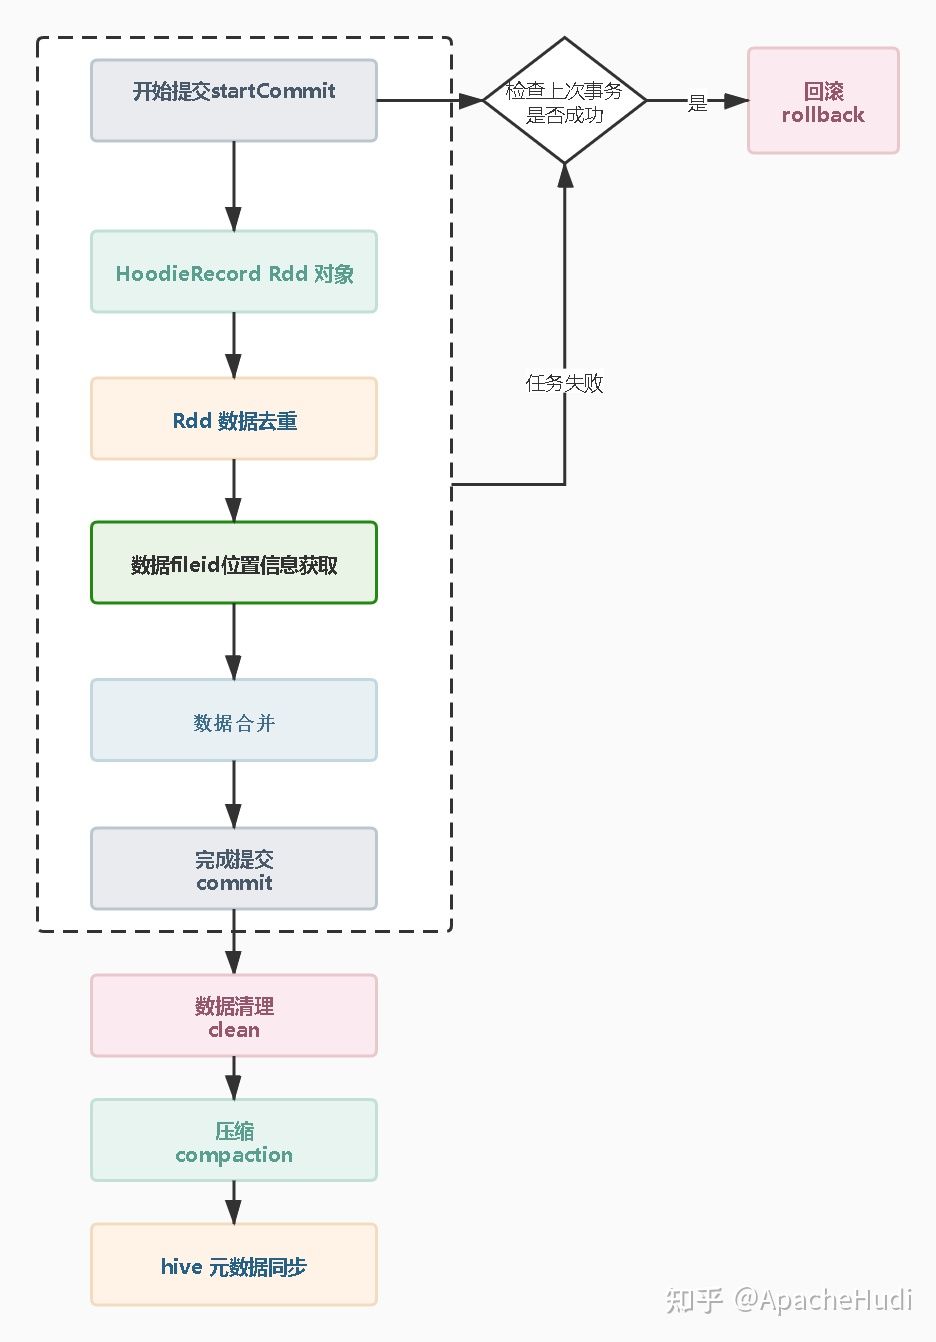 开始提交startCommit
检查上次事务
是否成功
是
回滚
rollback
HoodieRecord Rdd 对象
任务失败
Rdd 数据去重
数据fileid位置信息获取
数据合并
完成提交
commit
数据清理
clean
压缩
compaction
hive 元数据同步
知乎 @ApacheHudi